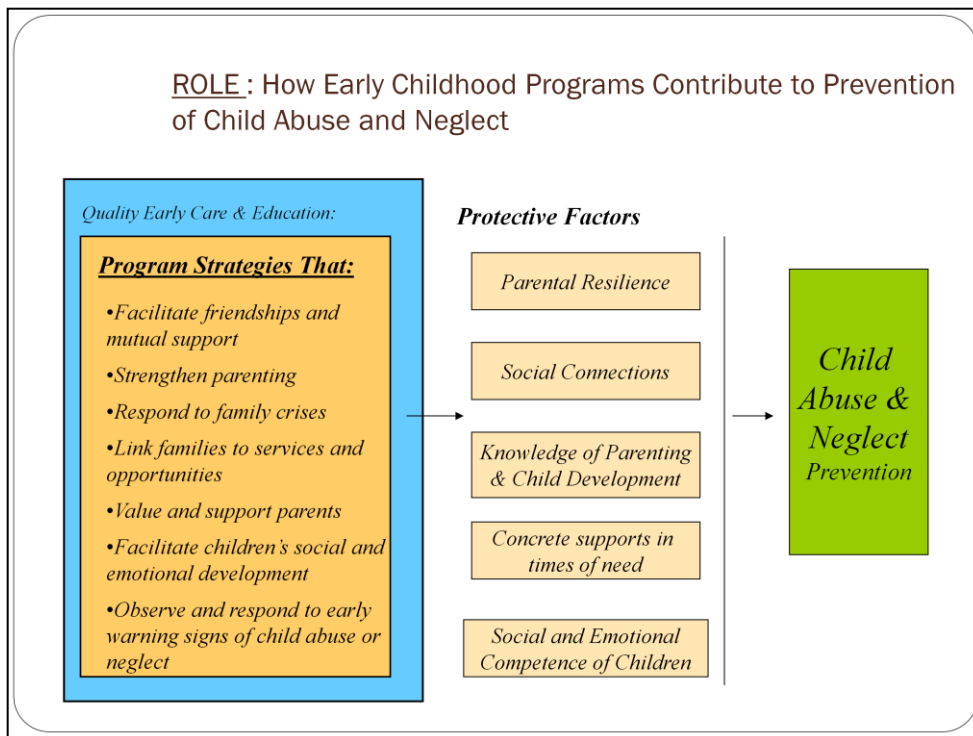 ROLE : How Early Childhood Programs Contribute to Prevention
of Child Abuse and Neglect
Quality Early Care & Education:
Program Strategies That:
•Facilitate friendships and
mutual support
•Strengthen parenting
•Respond to family crises
•Link families to services and
opportunities
•Value and support parents
•Facilitate children’s social and
emotional development
•Observe and respond to early
warning signs of child abuse or
neglect
Protective Factors
Parental Resilience
Social Connections
Knowledge of Parenting
& Child Development
Concrete supports in
times of need
Social and Emotional
Competence of Children
Child
Abuse &
Neglect
Prevention